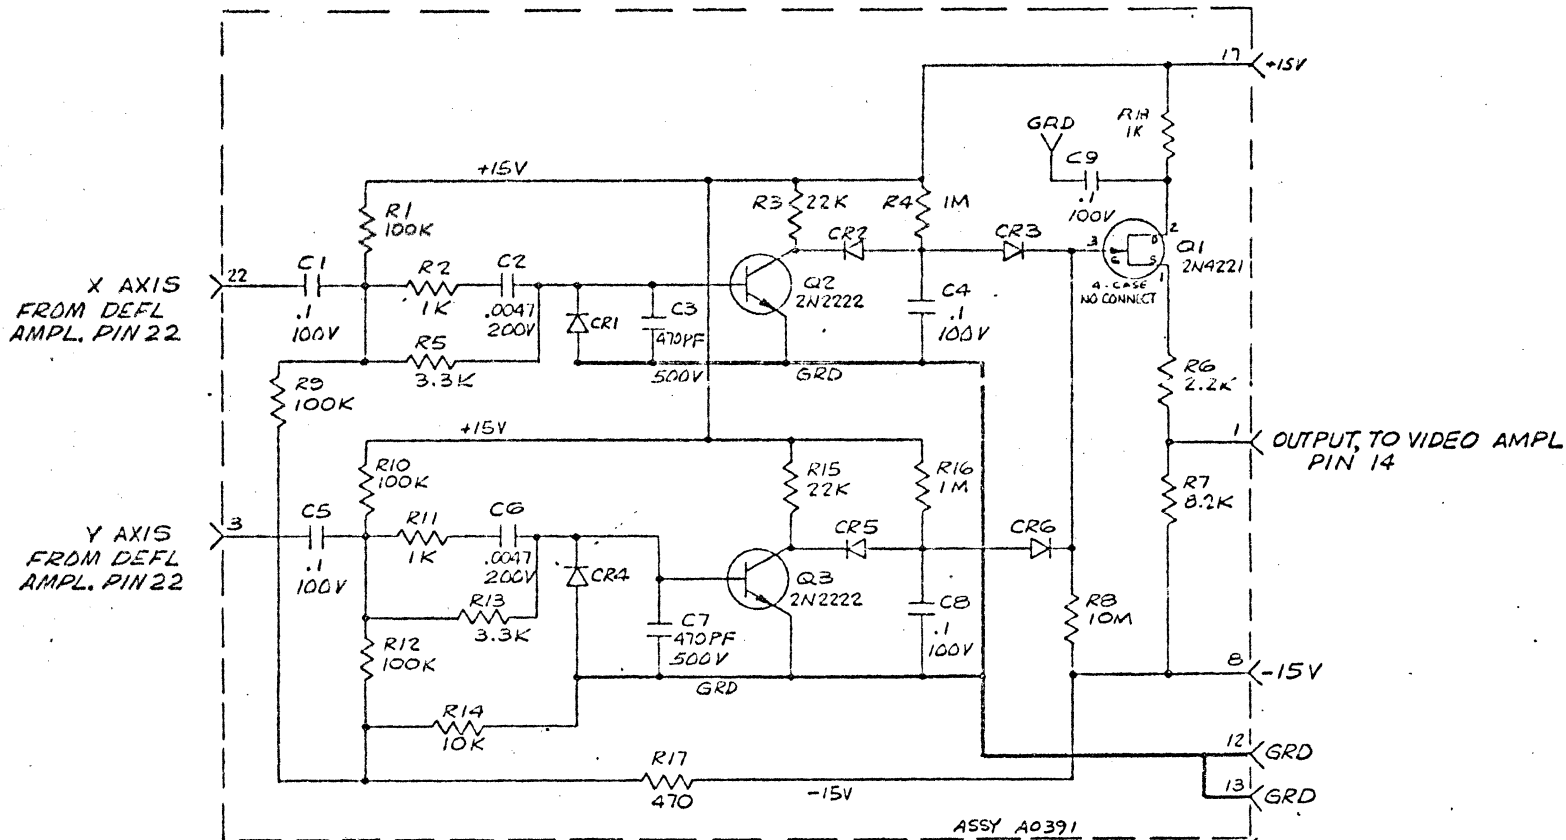 17
+15V
R18
1K
GRD
C9
.1
100V
+15V
R1
100K
R3
22K
R4
1M
CR2
CR3
3
2
D
S
1
Q1
2N4221
4-CASE
NO CONNECT
X AXIS
FROM DEFL
AMPL. PIN 22
22
C1
.1
100V
R2
1K
C2
.0047
200V
CR1
C3
470PF
500V
Q2
2N2222
C4
.1
100V
R5
3.3K
GRD
R9
100K
R6
2.2K
+15V
1
OUTPUT, TO VIDEO AMPL
PIN 14
R10
100K
R15
22K
R16
1M
R7
8.2K
Y AXIS
FROM DEFL
AMPL. PIN 22
3
C5
.1
100V
R11
1K
C6
.0047
200V
CR4
CR5
CR6
Q3
2N2222
R13
3.3K
C7
470PF
500V
C8
.1
100V
R8
10M
R12
100K
GRD
8
-15V
R14
10K
R17
470
-15V
12
GRD
13
GRD
ASSY A0391